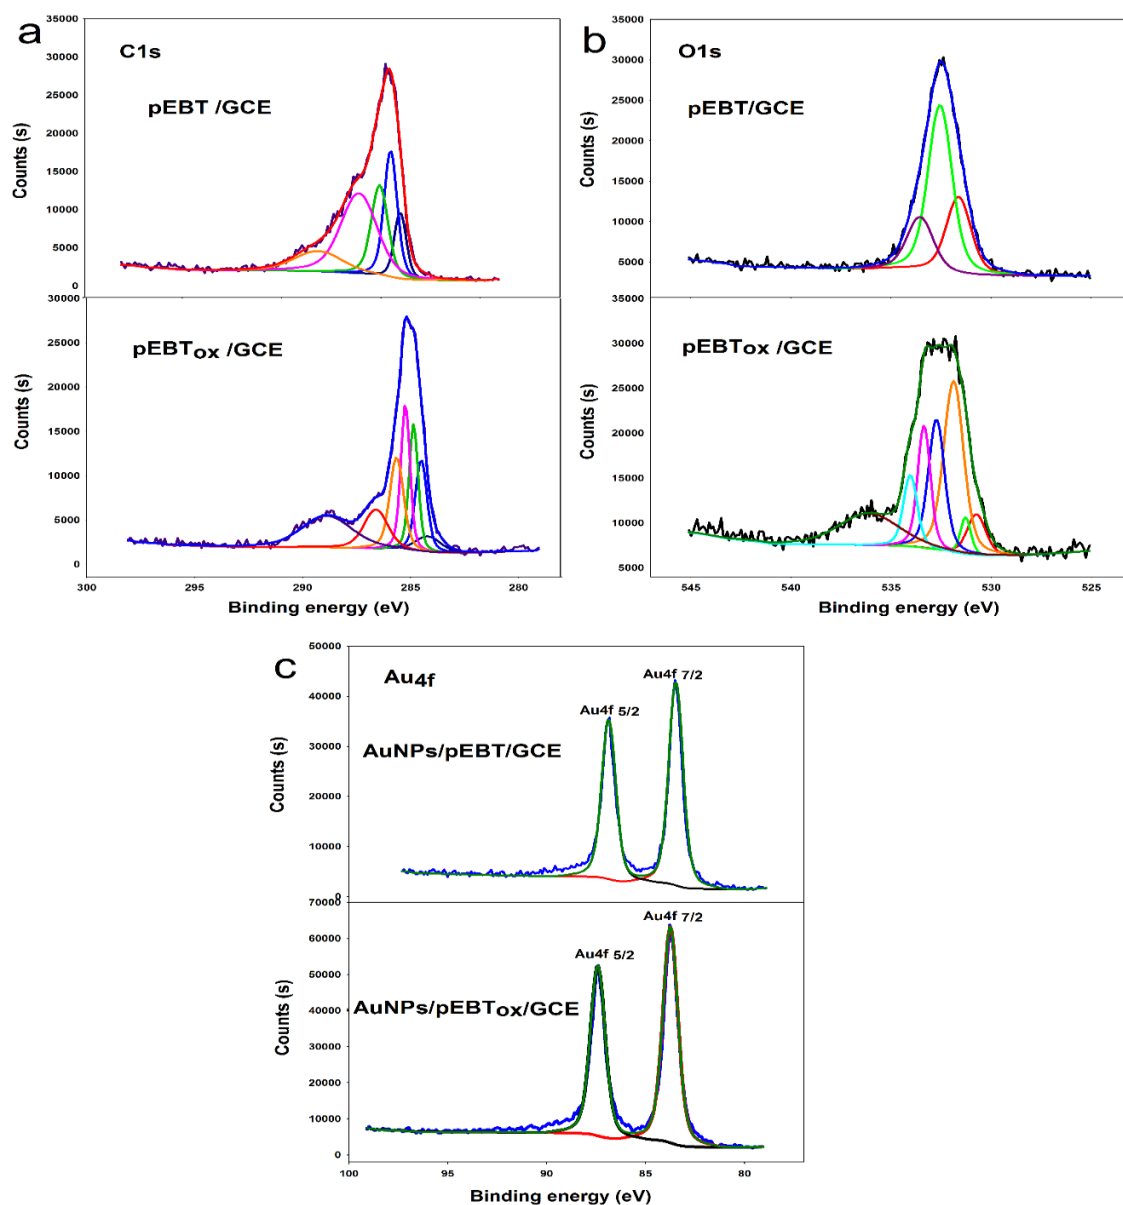 a
C1s
pEBT /GCE
Counts (s)
35000
30000
25000
20000
15000
10000
5000
0
pEBTox /GCE
Counts (s)
30000
25000
20000
15000
10000
5000
0
300
295
290
285
280
Binding energy (eV)
b
O1s
pEBT/GCE
Counts (s)
35000
30000
25000
20000
15000
10000
5000
pEBTox /GCE
Counts (s)
35000
30000
25000
20000
15000
10000
5000
545
540
535
530
525
Binding energy (eV)
c
Au4f
Au4f 7/2
Au4f 5/2
AuNPs/pEBT/GCE
Counts (s)
50000
40000
30000
20000
10000
0
Au4f 7/2
Au4f 5/2
AuNPs/pEBTox/GCE
Counts (s)
70000
60000
50000
40000
30000
20000
10000
0
100
95
90
85
80
Binding energy (eV)